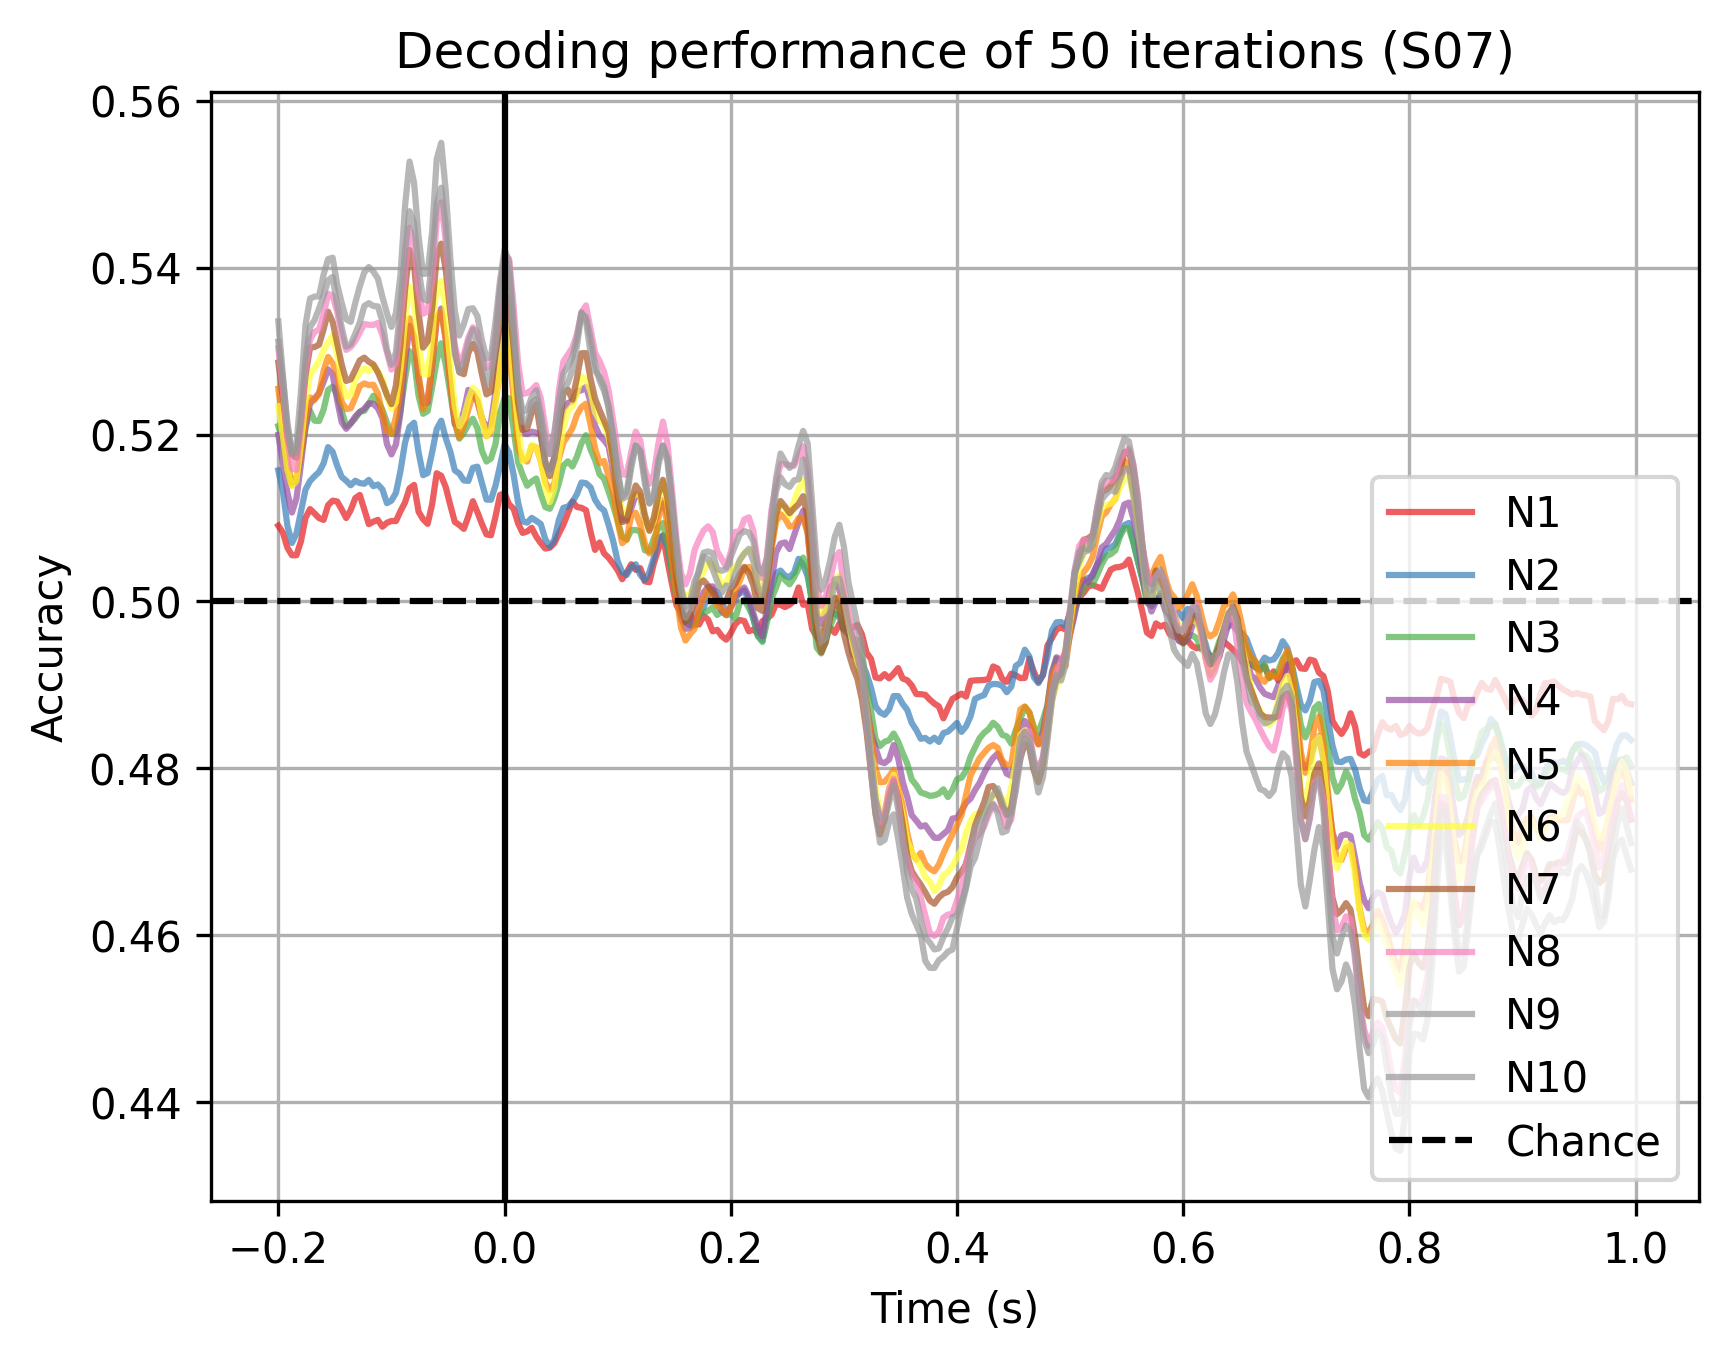 Decoding performance of 50 iterations (S07)
0.56
0.54
0.52
0.50
0.48
0.46
0.44
Accuracy
N1
N2
N3
N4
N5
N6
N7
N8
N9
N10
Chance
−0.2
0.0
0.2
0.4
0.6
0.8
1.0
Time (s)